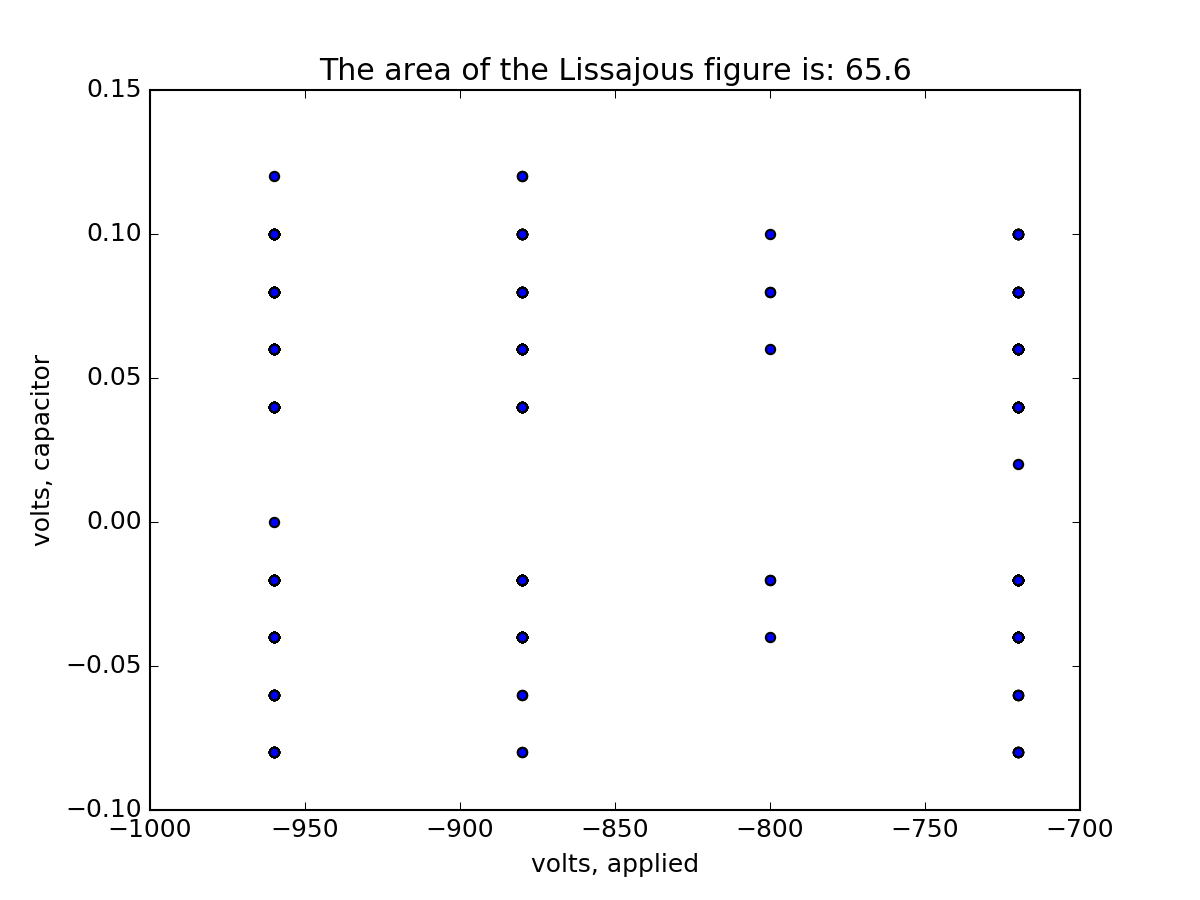 The area of the Lissajous figure is: 65.6
0.15
0.10
0.05
0.00
−0.05
−0.10
volts, capacitor
−1000 −950 −900 −850 −800 −750 −700
volts, applied